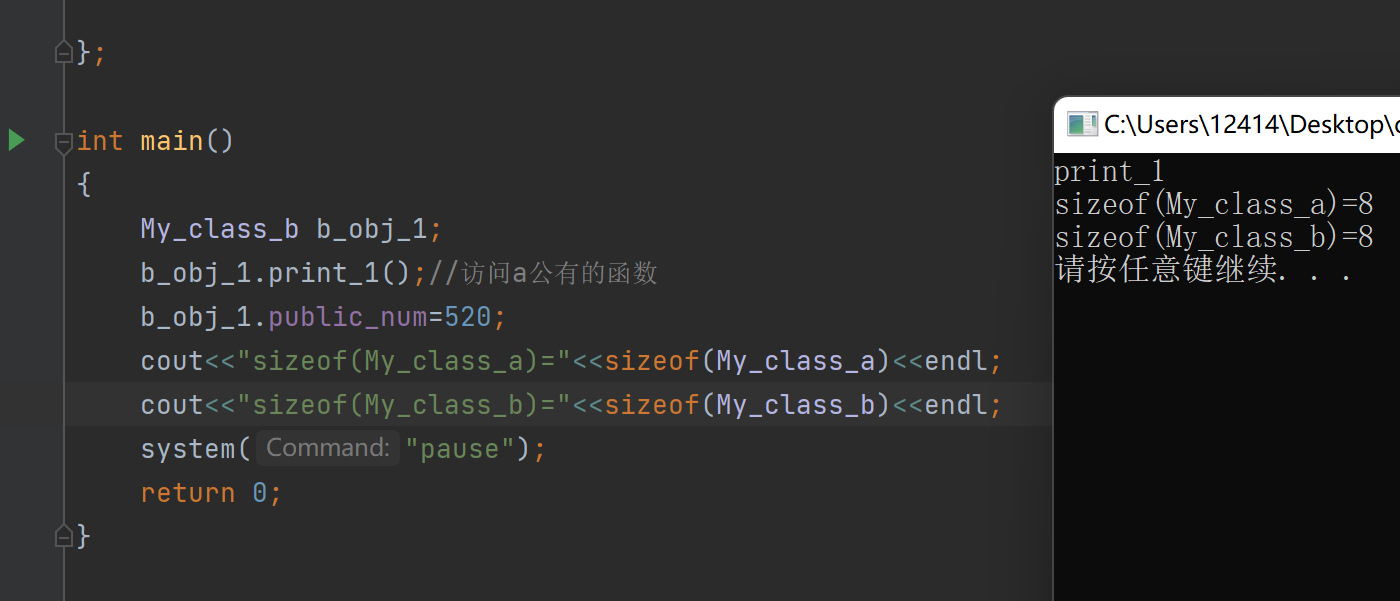 };
int main()
{
My_class_b b_obj_1;
b_obj_1.print_1();//访问a公有的函数
b_obj_1.public_num=520;
cout<<"sizeof(My_class_a)="<<sizeof(My_class_a)<<endl;
cout<<"sizeof(My_class_b)="<<sizeof(My_class_b)<<endl;
system( Command: "pause");
return 0;
}
C:\Users\12414\Desktop\
print_1
sizeof(My_class_a)=8
sizeof(My_class_b)=8
请按任意键继续. . .